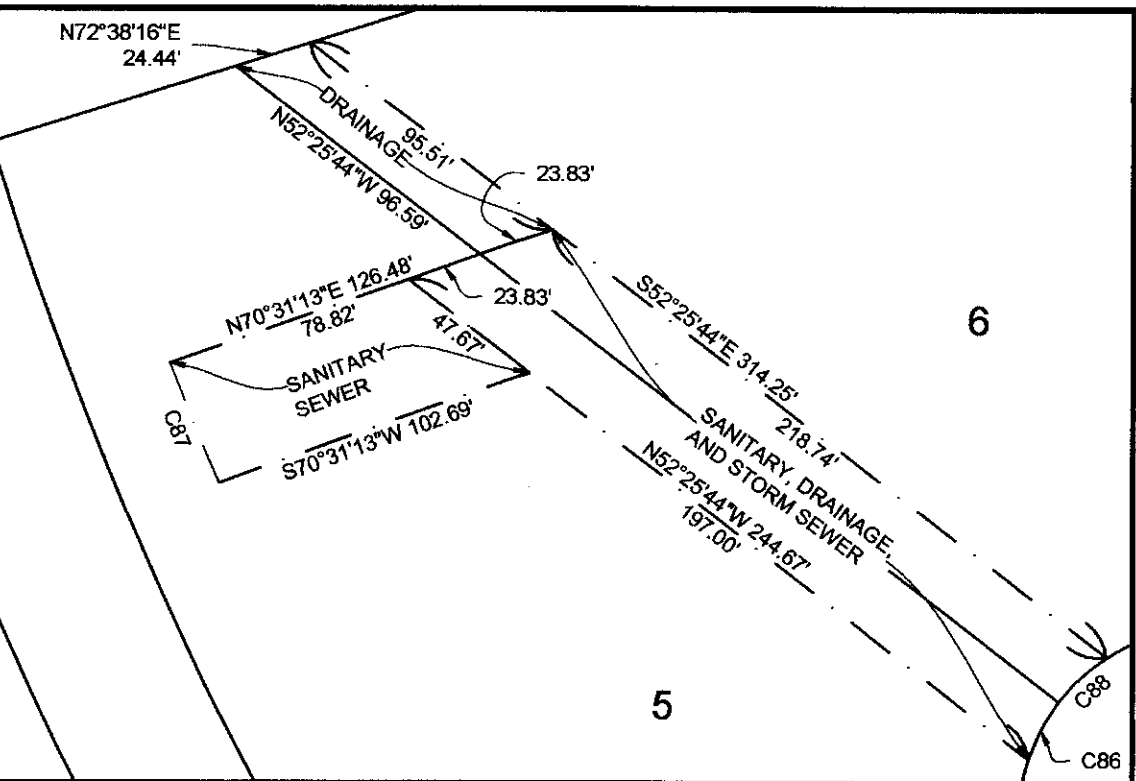 N72°38'16"E
24.44'
DRAINAGE
95.51'
N52°25'44"W 96.59'
23.83'
N70°31'13"E 126.48'
78.82'
23.83'
47.67'
SANITARY
SEWER
C87
S70°31'13"W 102.69'
S52°25'44"E 314.25'
218.74'
6
SANITARY, DRAINAGE,
AND STORM SEWER
N52°25'44"W 244.67'
197.00'
5
C88
C86